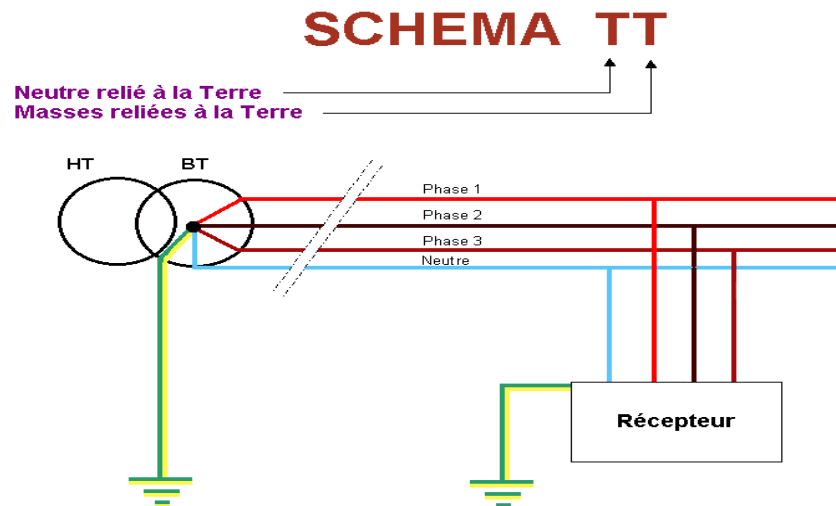 SCHEMA TT
Neutre relié à la Terre
Masses reliées à la Terre
HT
BT
Phase 1
Phase 2
Phase 3
Neutre
Récepteur